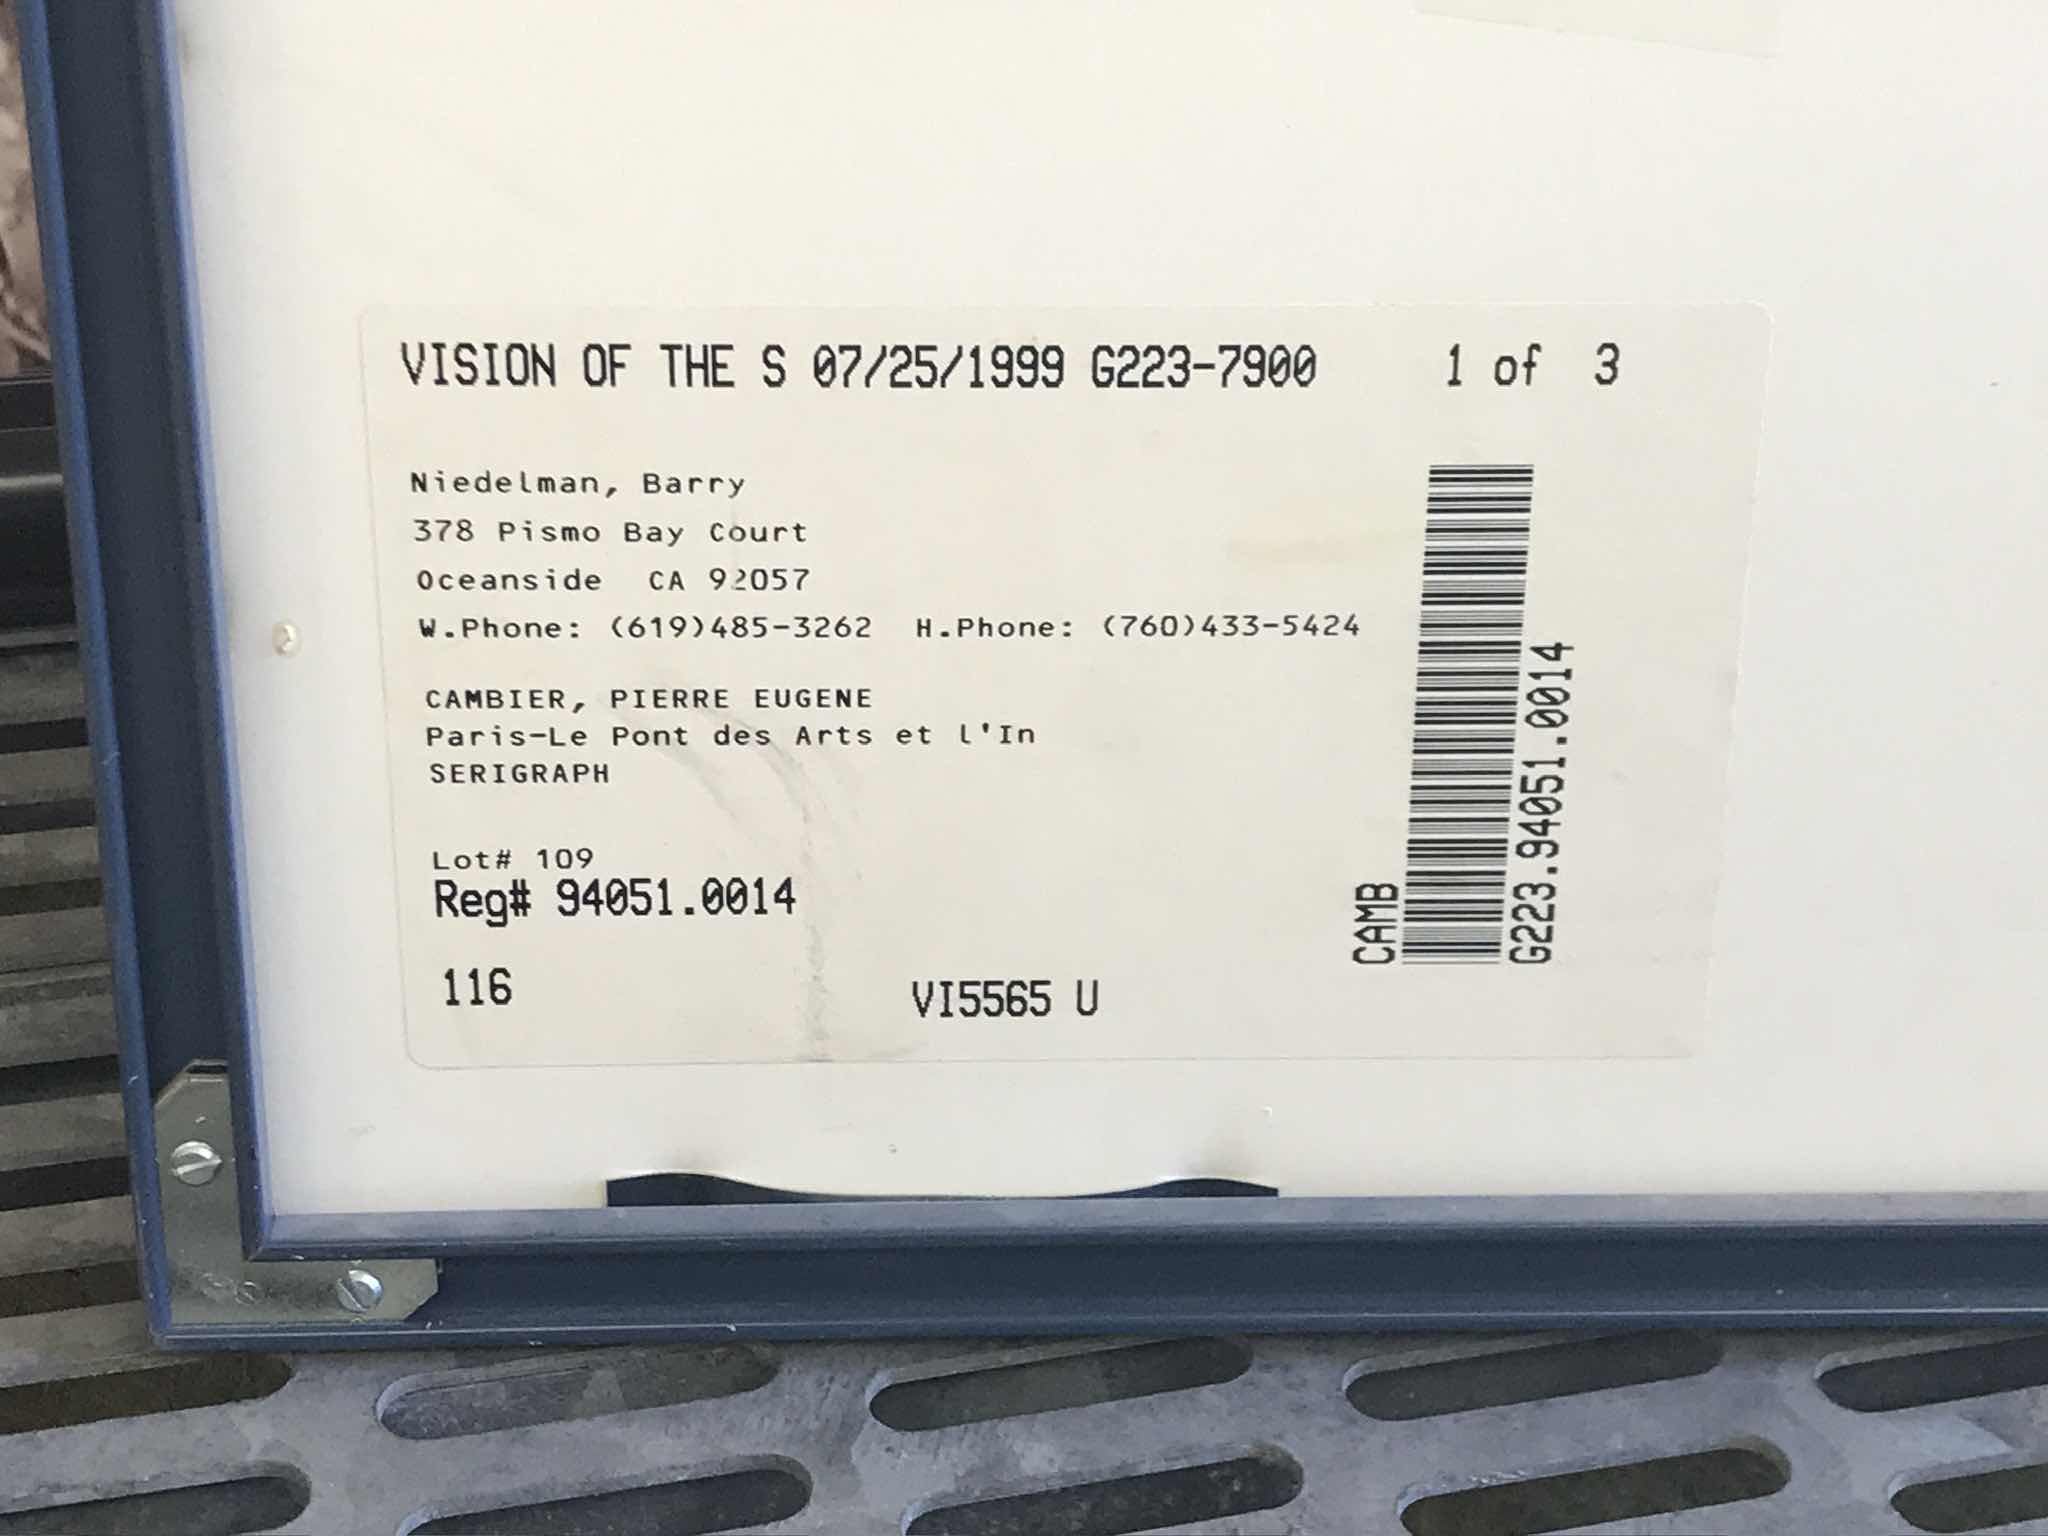 VISION OF THE S 07/25/1999 G223-7900 1 of 3
Niedelman, Barry
378 Pismo Bay Court
Oceanside CA 92057
W.Phone: (619)485-3262 H.Phone: (760)433-5424
CAMBIER, PIERRE EUGENE
Paris-Le Pont des Arts et l'In
SERIGRAPH
Lot# 109
Reg# 94051.0014
116
VI5565 U
CAMB
G223.94051.0014